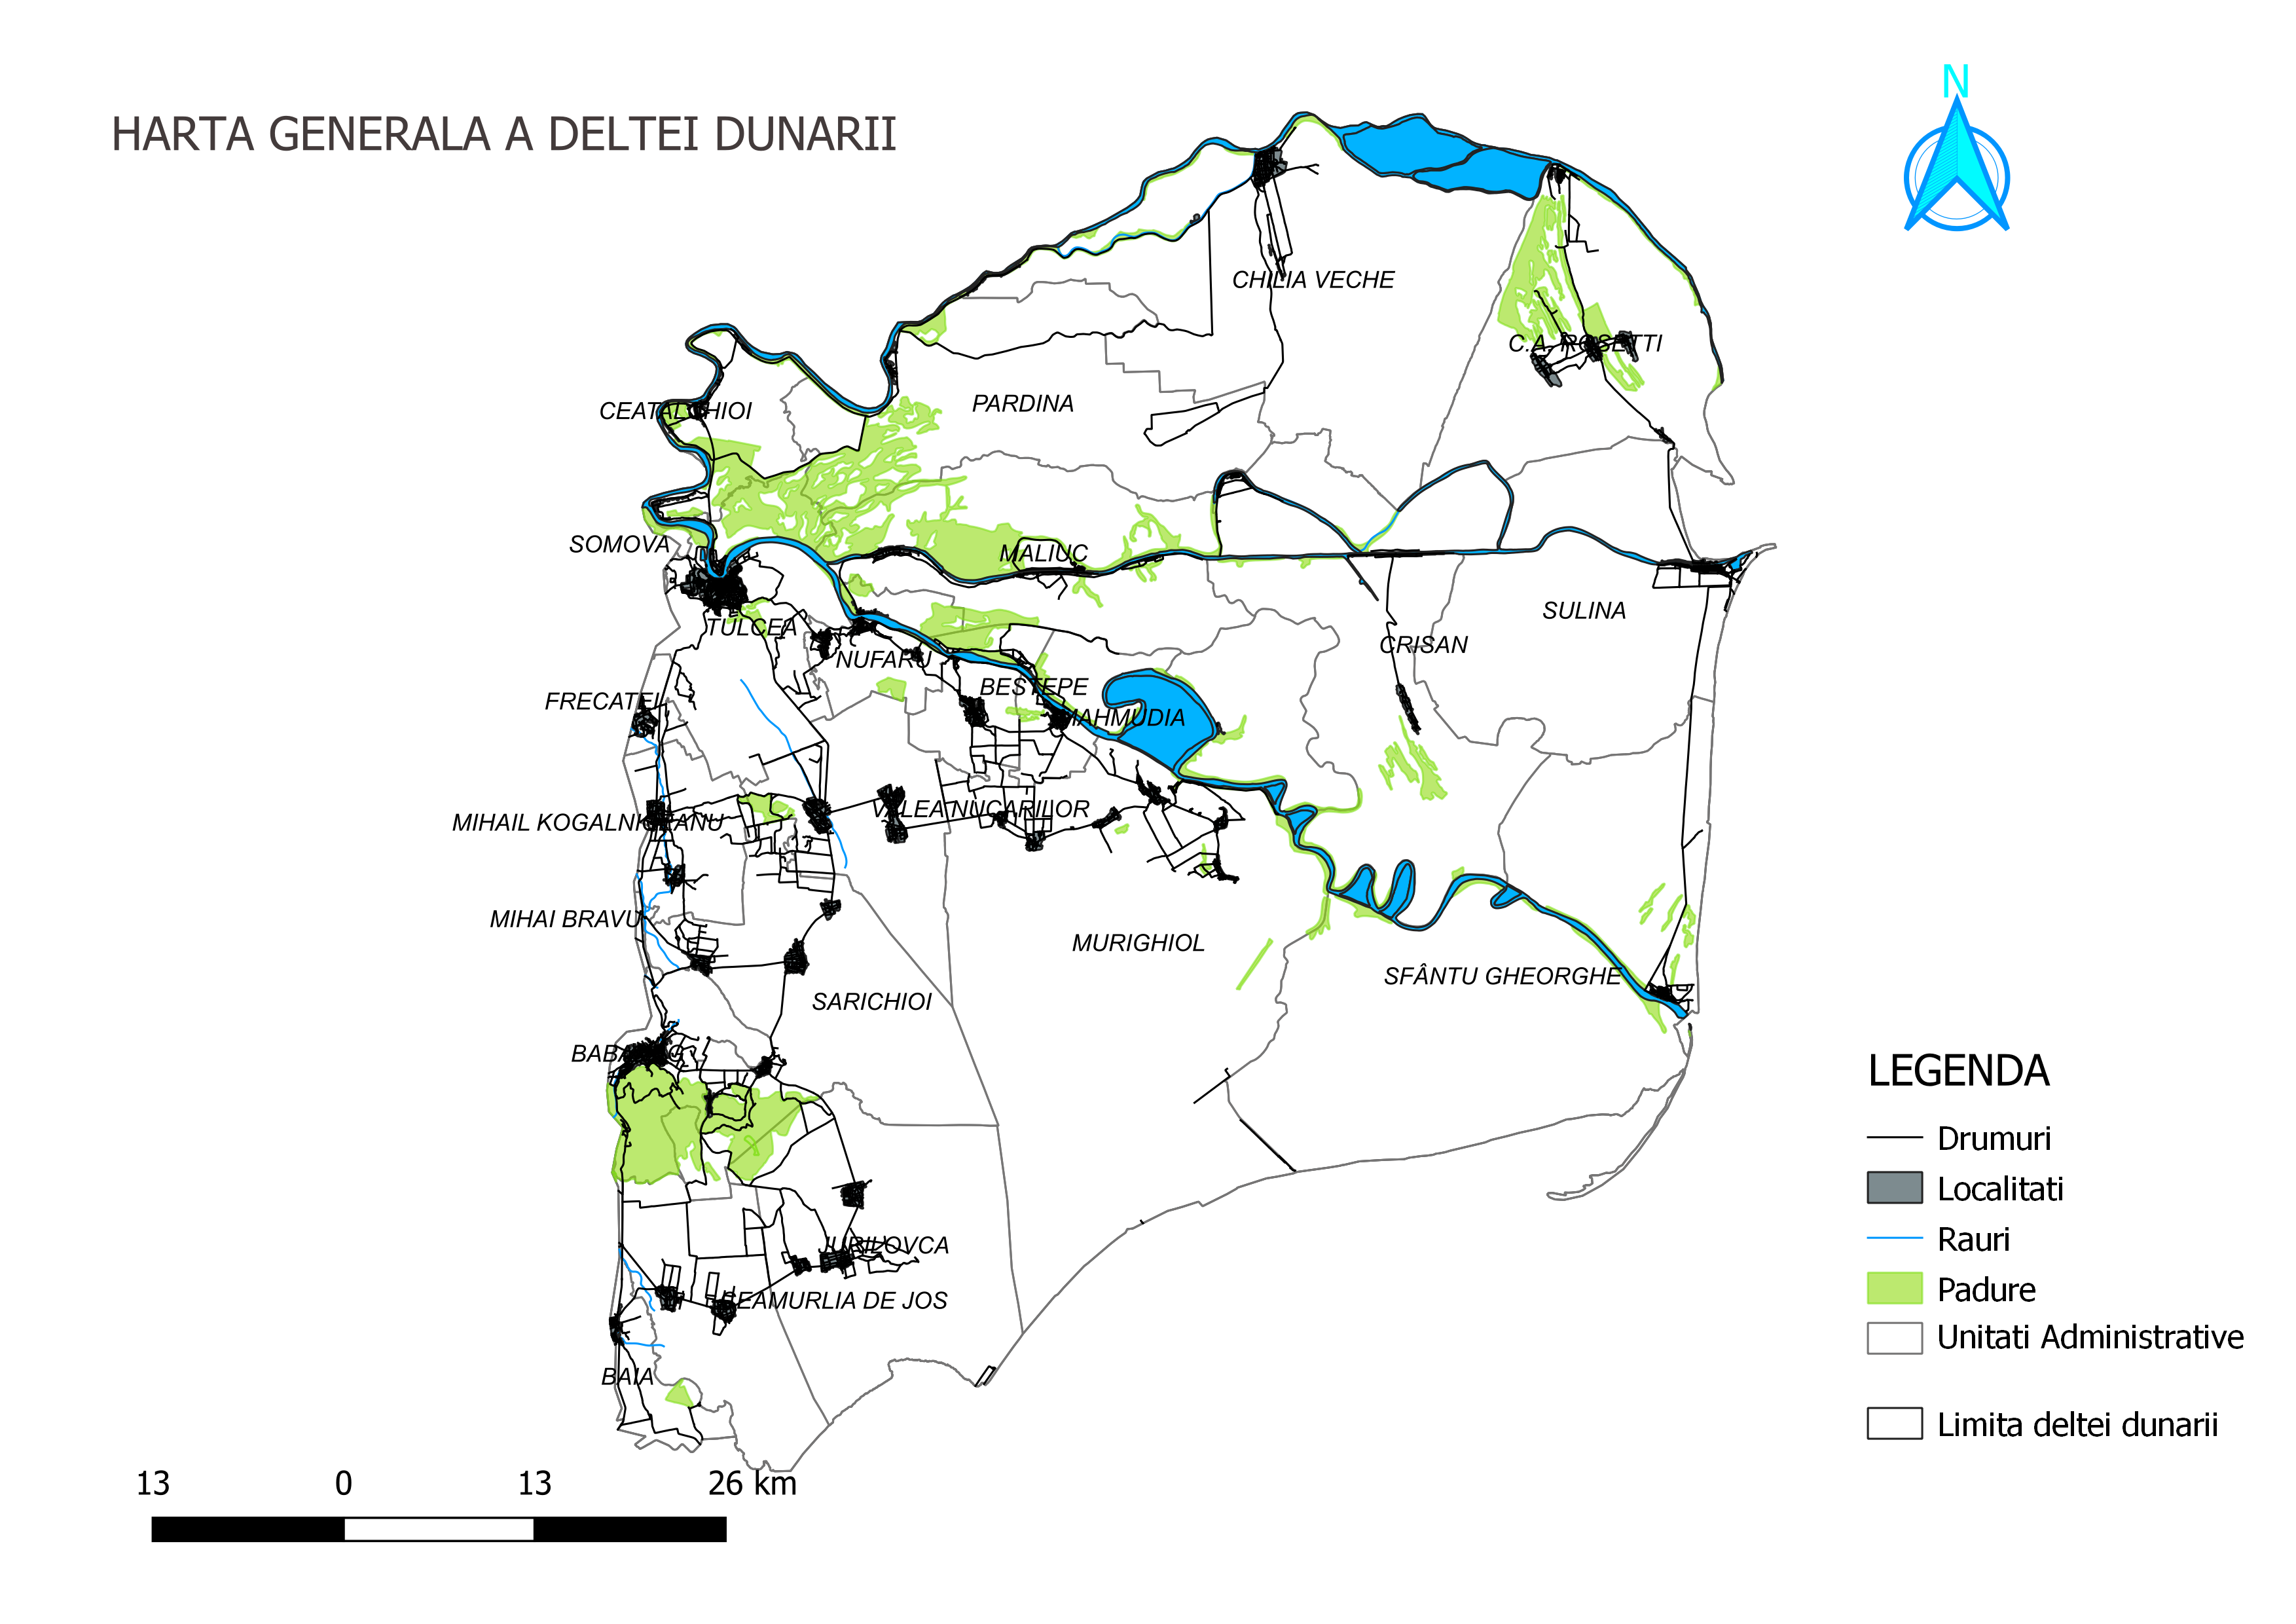 N
HARTA GENERALA A DELTEI DUNARII
CHILIA VECHE
C.A. ROSETTI
PARDINA
CEATALCHIOI
SOMOVA
MALIUC
SULINA
TULCEA
CRISAN
NUFARU
BESTEPE
FRECATEI
MAHMUDIA
VALEA NUCARILOR
MIHAIL KOGALNICEANU
MIHAI BRAVU
MURIGHIOL
SFÂNTU GHEORGHE
SARICHIOI
BABADAG
JURILOVCA
BEAMURLIA DE JOS
BAIA
LEGENDA
Drumuri
Localitati
Rauri
Padure
Unitati Administrative
Limita deltei dunarii
13 0 13 26 km